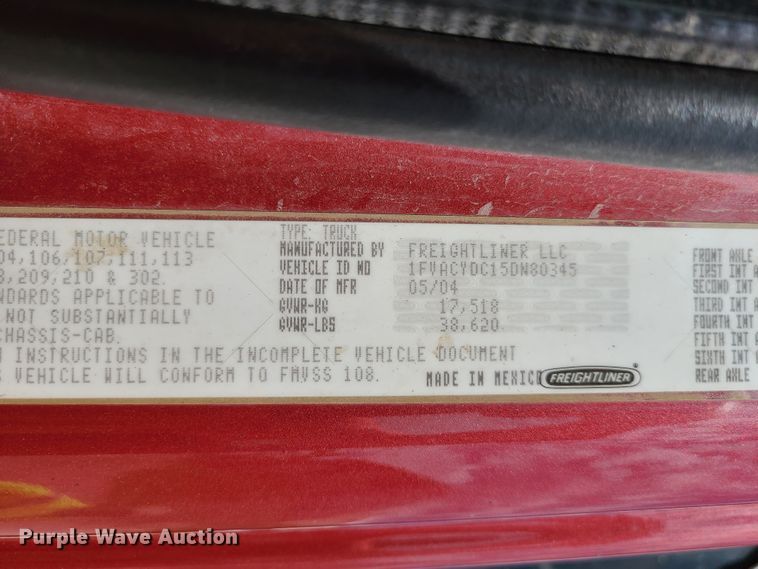 EDERAL MOTOR VEHICLE
04,106,107,111,113
8,209,210 & 302.
NDARDS APPLICABLE TO
NOT SUBSTANTIALLY
CHASSIS-CAB.
INSTRUCTIONS IN THE INCOMPLETE VEHICLE DOCUMENT
VEHICLE WILL CONFORM TO FMVSS 108.
TYPE: TRUCK
MANUFACTURED BY FREIGHTLINER LLC
VEHICLE ID NO 1FVACYDC15DN80345
DATE OF MFR 05/04
GVWR-KG 17,518
GVWR-LBS 38,620
MADE IN MEXICO FREIGHTLINER
FRONT AXLE
FIRST INT A
SECOND INT
THIRD INT A
FOURTH INT
FIFTH INT A
SIXTH INT
REAR AXLE
Purple Wave Auction